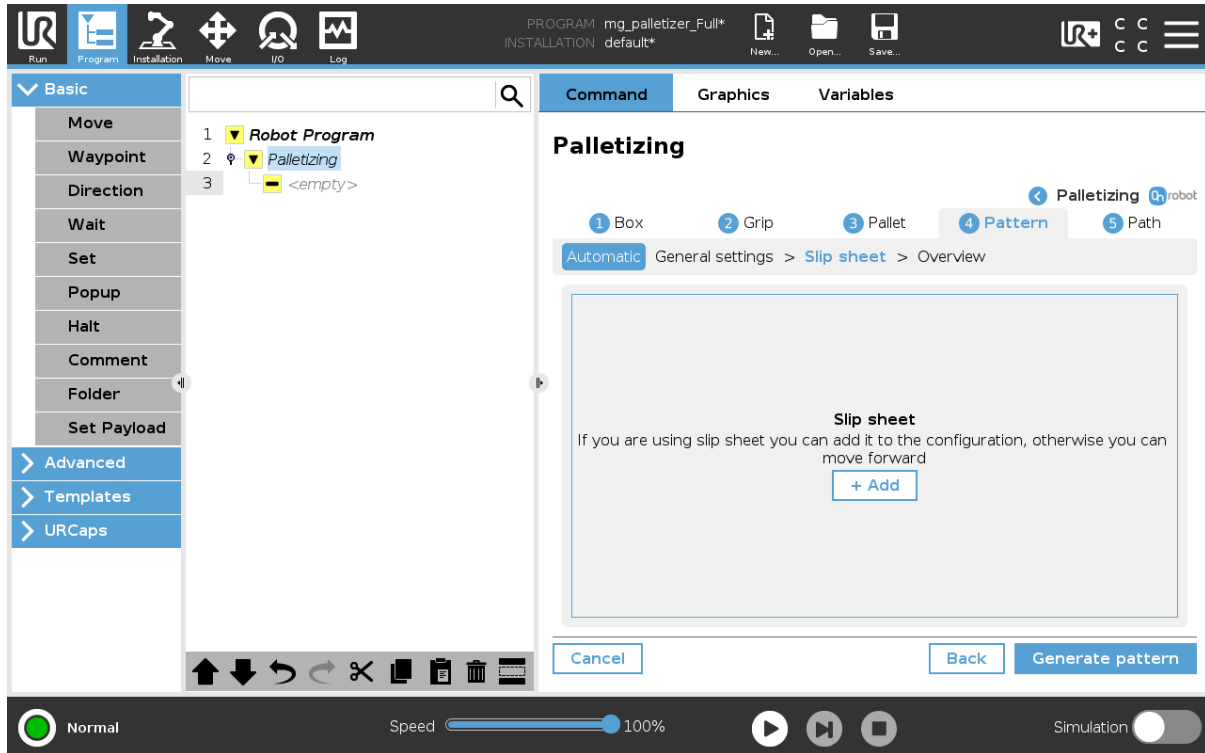 UR
Run
Program
Installation
Move
I/O
Log
PROGRAM mg_palletizer_Full*
INSTALLATION default*
New...
Open...
Save...
UR+
C C
C C
Basic
Move
Waypoint
Direction
Wait
Set
Popup
Halt
Comment
Folder
Set Payload
Advanced
Templates
URCaps
1 Robot Program
2 Palletizing
3 <empty>
Command Graphics Variables
Palletizing
Palletizing On robot
1 Box 2 Grip 3 Pallet 4 Pattern 5 Path
Automatic General settings > Slip sheet > Overview
Slip sheet
If you are using slip sheet you can add it to the configuration, otherwise you can
move forward
+ Add
Cancel Back Generate pattern
Normal
Speed 100%
Simulation